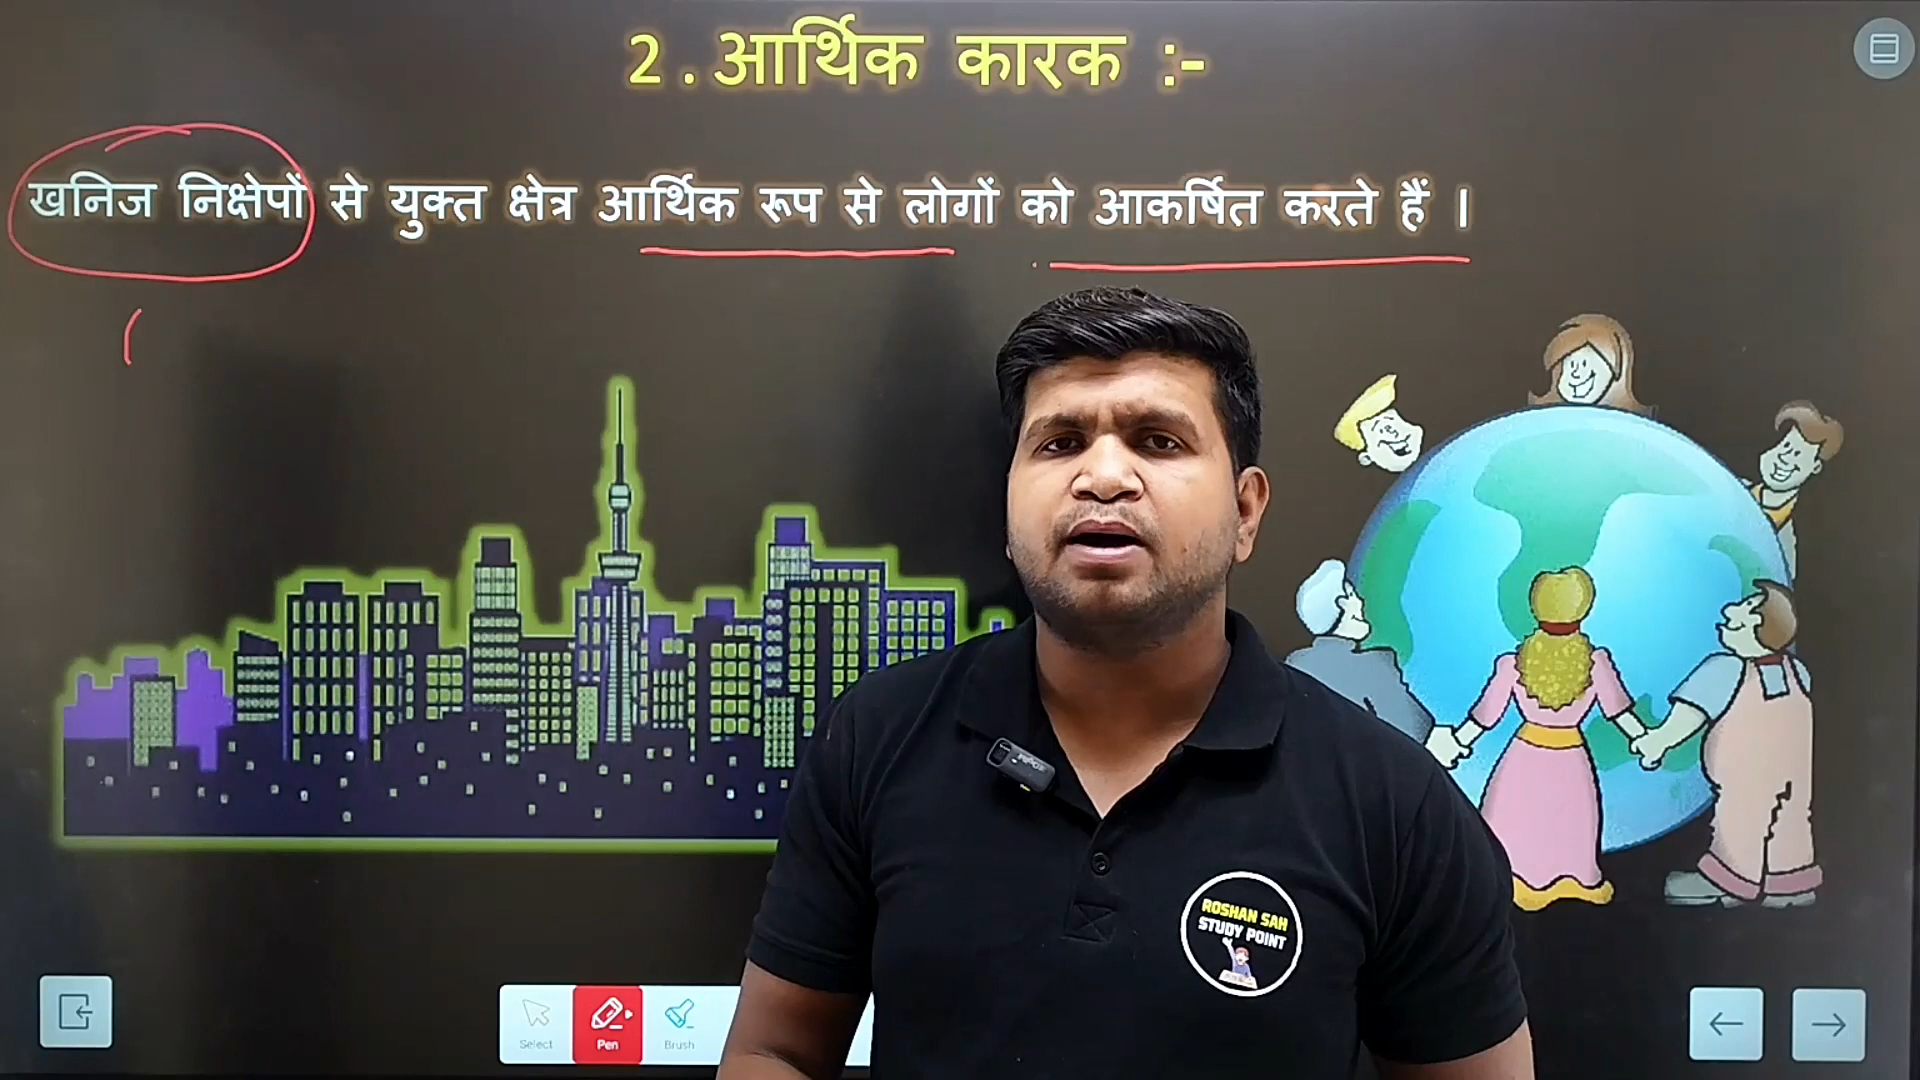 2.आर्थिक कारक :-
खनिज निक्षेपों से युक्त क्षेत्र आर्थिक रूप से लोगों को आकर्षित करते हैं ।
ROSHAN SAH
STUDY POINT
Select
Pen
Brush